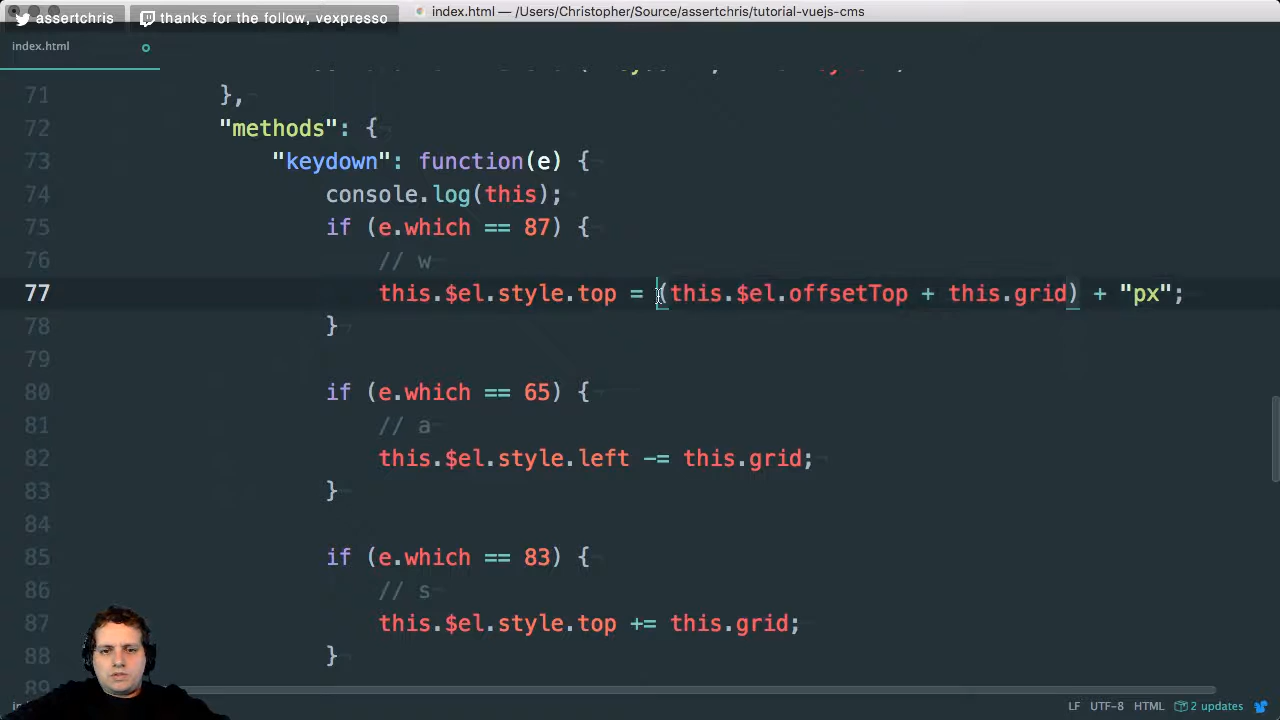 assertchris thanks for the follow, vexpresso index.html — /Users/Christopher/Source/assertchris/tutorial-vuejs-cms
index.html
71 },
72 "methods": {
73 "keydown": function(e) {
74 console.log(this);
75 if (e.which == 87) {
76 // w
77 this.$el.style.top = (this.$el.offsetTop + this.grid) + "px";
78 }
79
80 if (e.which == 65) {
81 // a
82 this.$el.style.left -= this.grid;
83 }
84
85 if (e.which == 83) {
86 // s
87 this.$el.style.top += this.grid;
88 }
89
LF UTF-8 HTML 2 updates